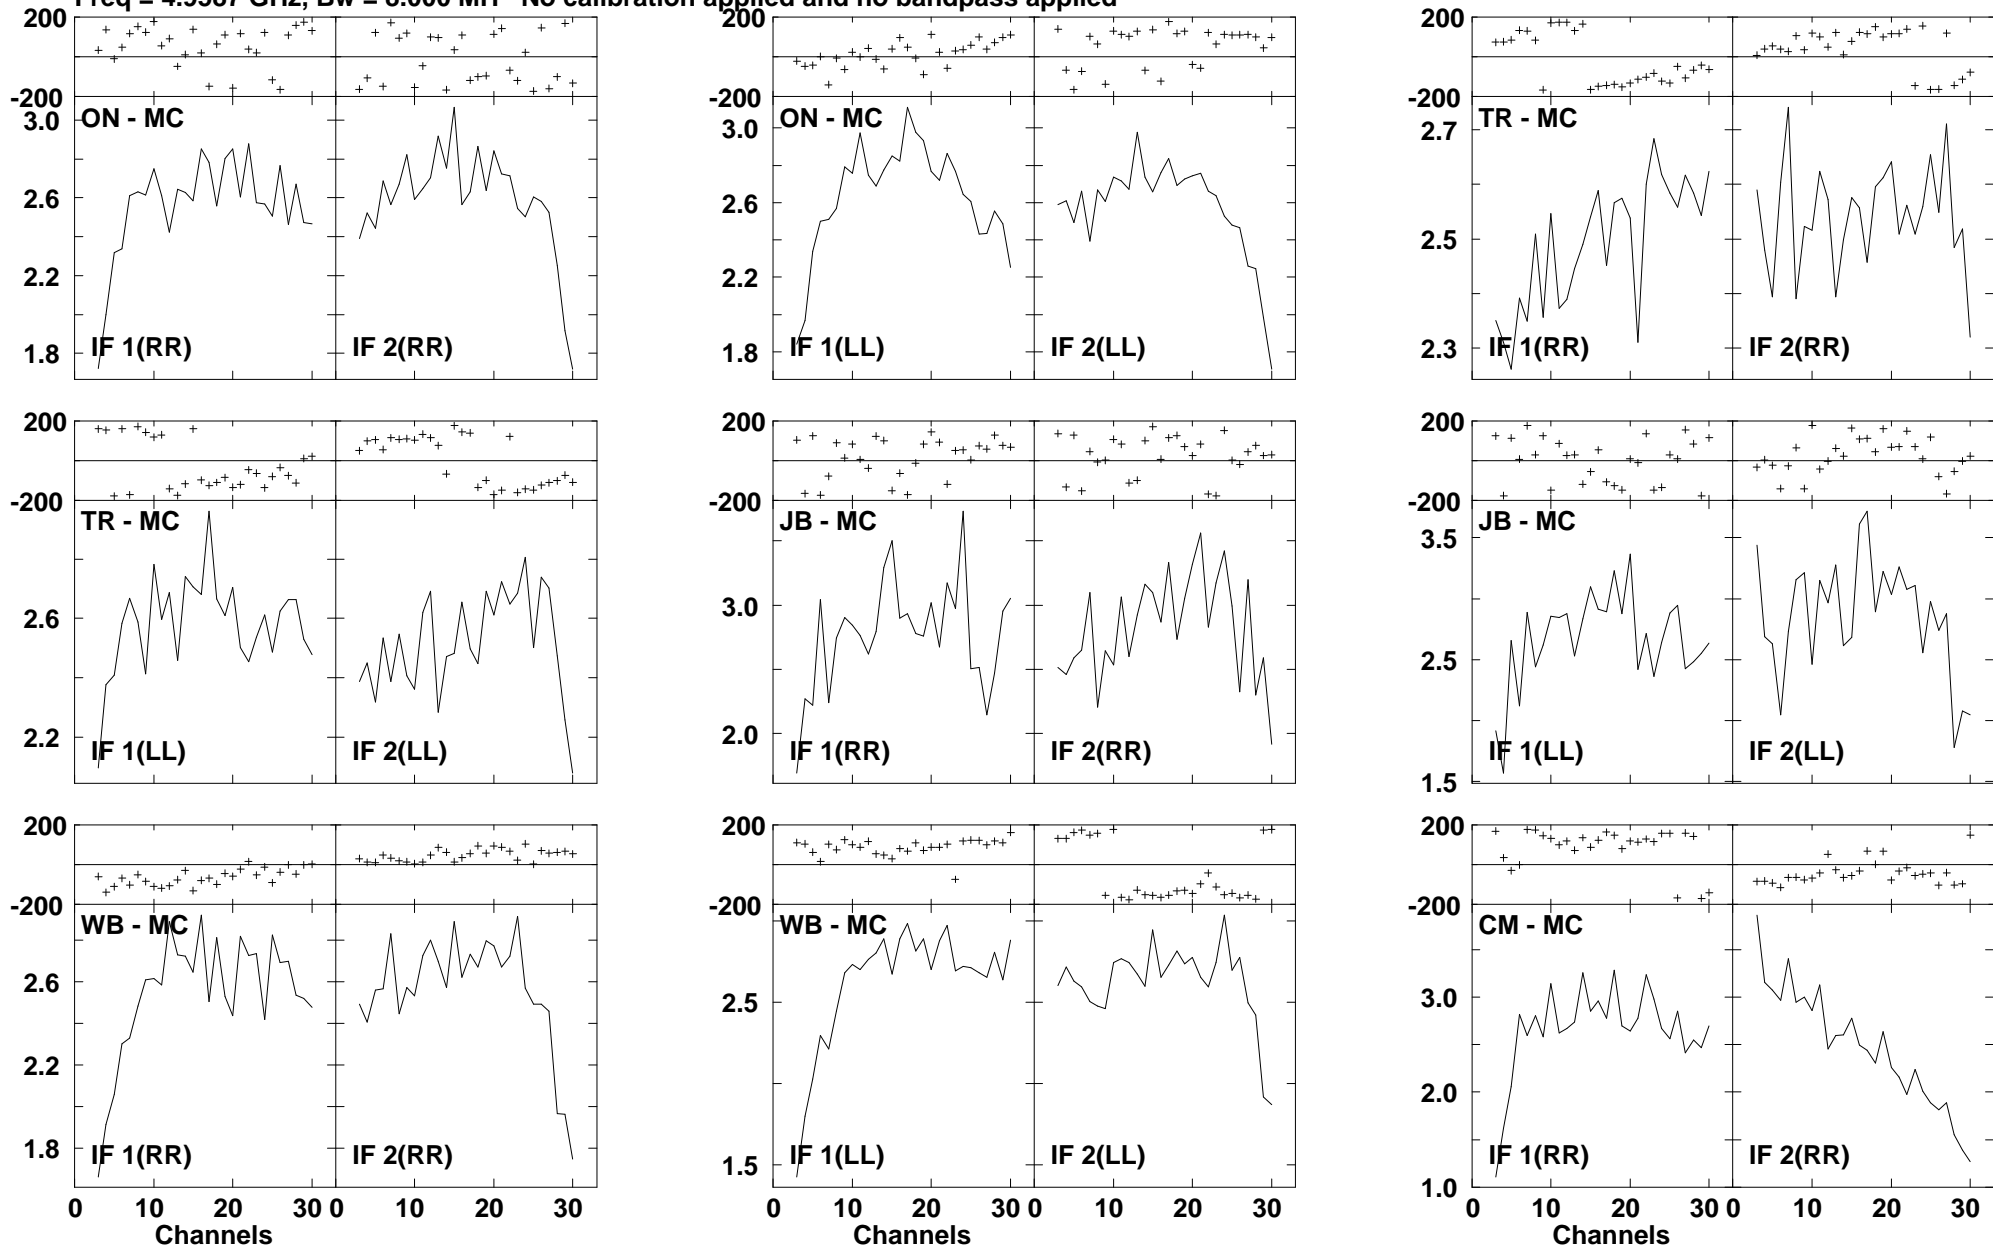 Freq = 4.9587 GHz, Bw = 8.000 MH No calibration applied and no bandpass applied
200 200
-200 -200 -200
ON - MC ON - MC TR - MC
3.0 3.0 2.7
2.6 2.6 2.5
2.2 2.2 2.3
1.8 1.8
IF 1(RR) IF 2(RR) IF 1(LL) IF 2(LL) IF 1(RR) IF 2(RR)
200 200 200
-200 -200 -200
TR - MC JB - MC JB - MC
2.6 3.0 3.5
2.2 2.0 2.5
1.5
IF 1(LL) IF 2(LL) IF 1(RR) IF 2(RR) IF 1(LL) IF 2(LL)
200 200 200
-200 -200 -200
WB - MC WB - MC CM - MC
2.6 2.5 3.0
2.2 1.5 2.0
1.8 1.0
IF 1(RR) IF 2(RR) IF 1(LL) IF 2(LL) IF 1(RR) IF 2(RR)
0 10 20 30 0 10 20 30 0 10 20 30 0 10 20 30 0 10 20 30 0 10 20 30
Channels Channels Channels